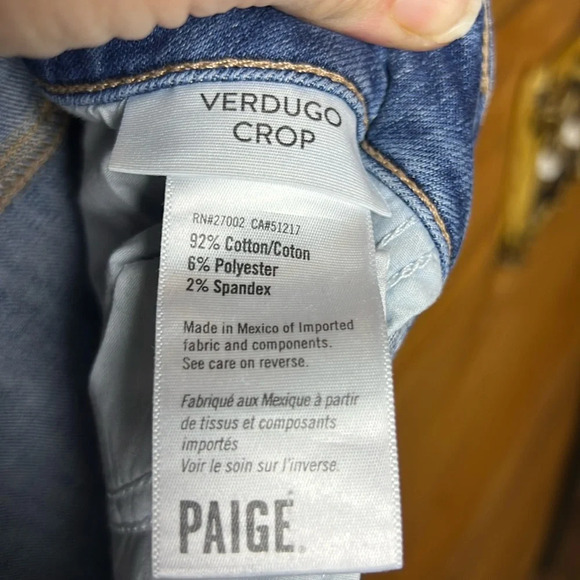 VERDUGO
CROP
RN#27002 CA#51217
92% Cotton/Coton
6% Polyester
2% Spandex
Made in Mexico of Imported
fabric and components.
See care on reverse.
Fabriqué aux Mexique à partir
de tissus et composants
importés
Voir le soin sur l'inverse.
PAIGE